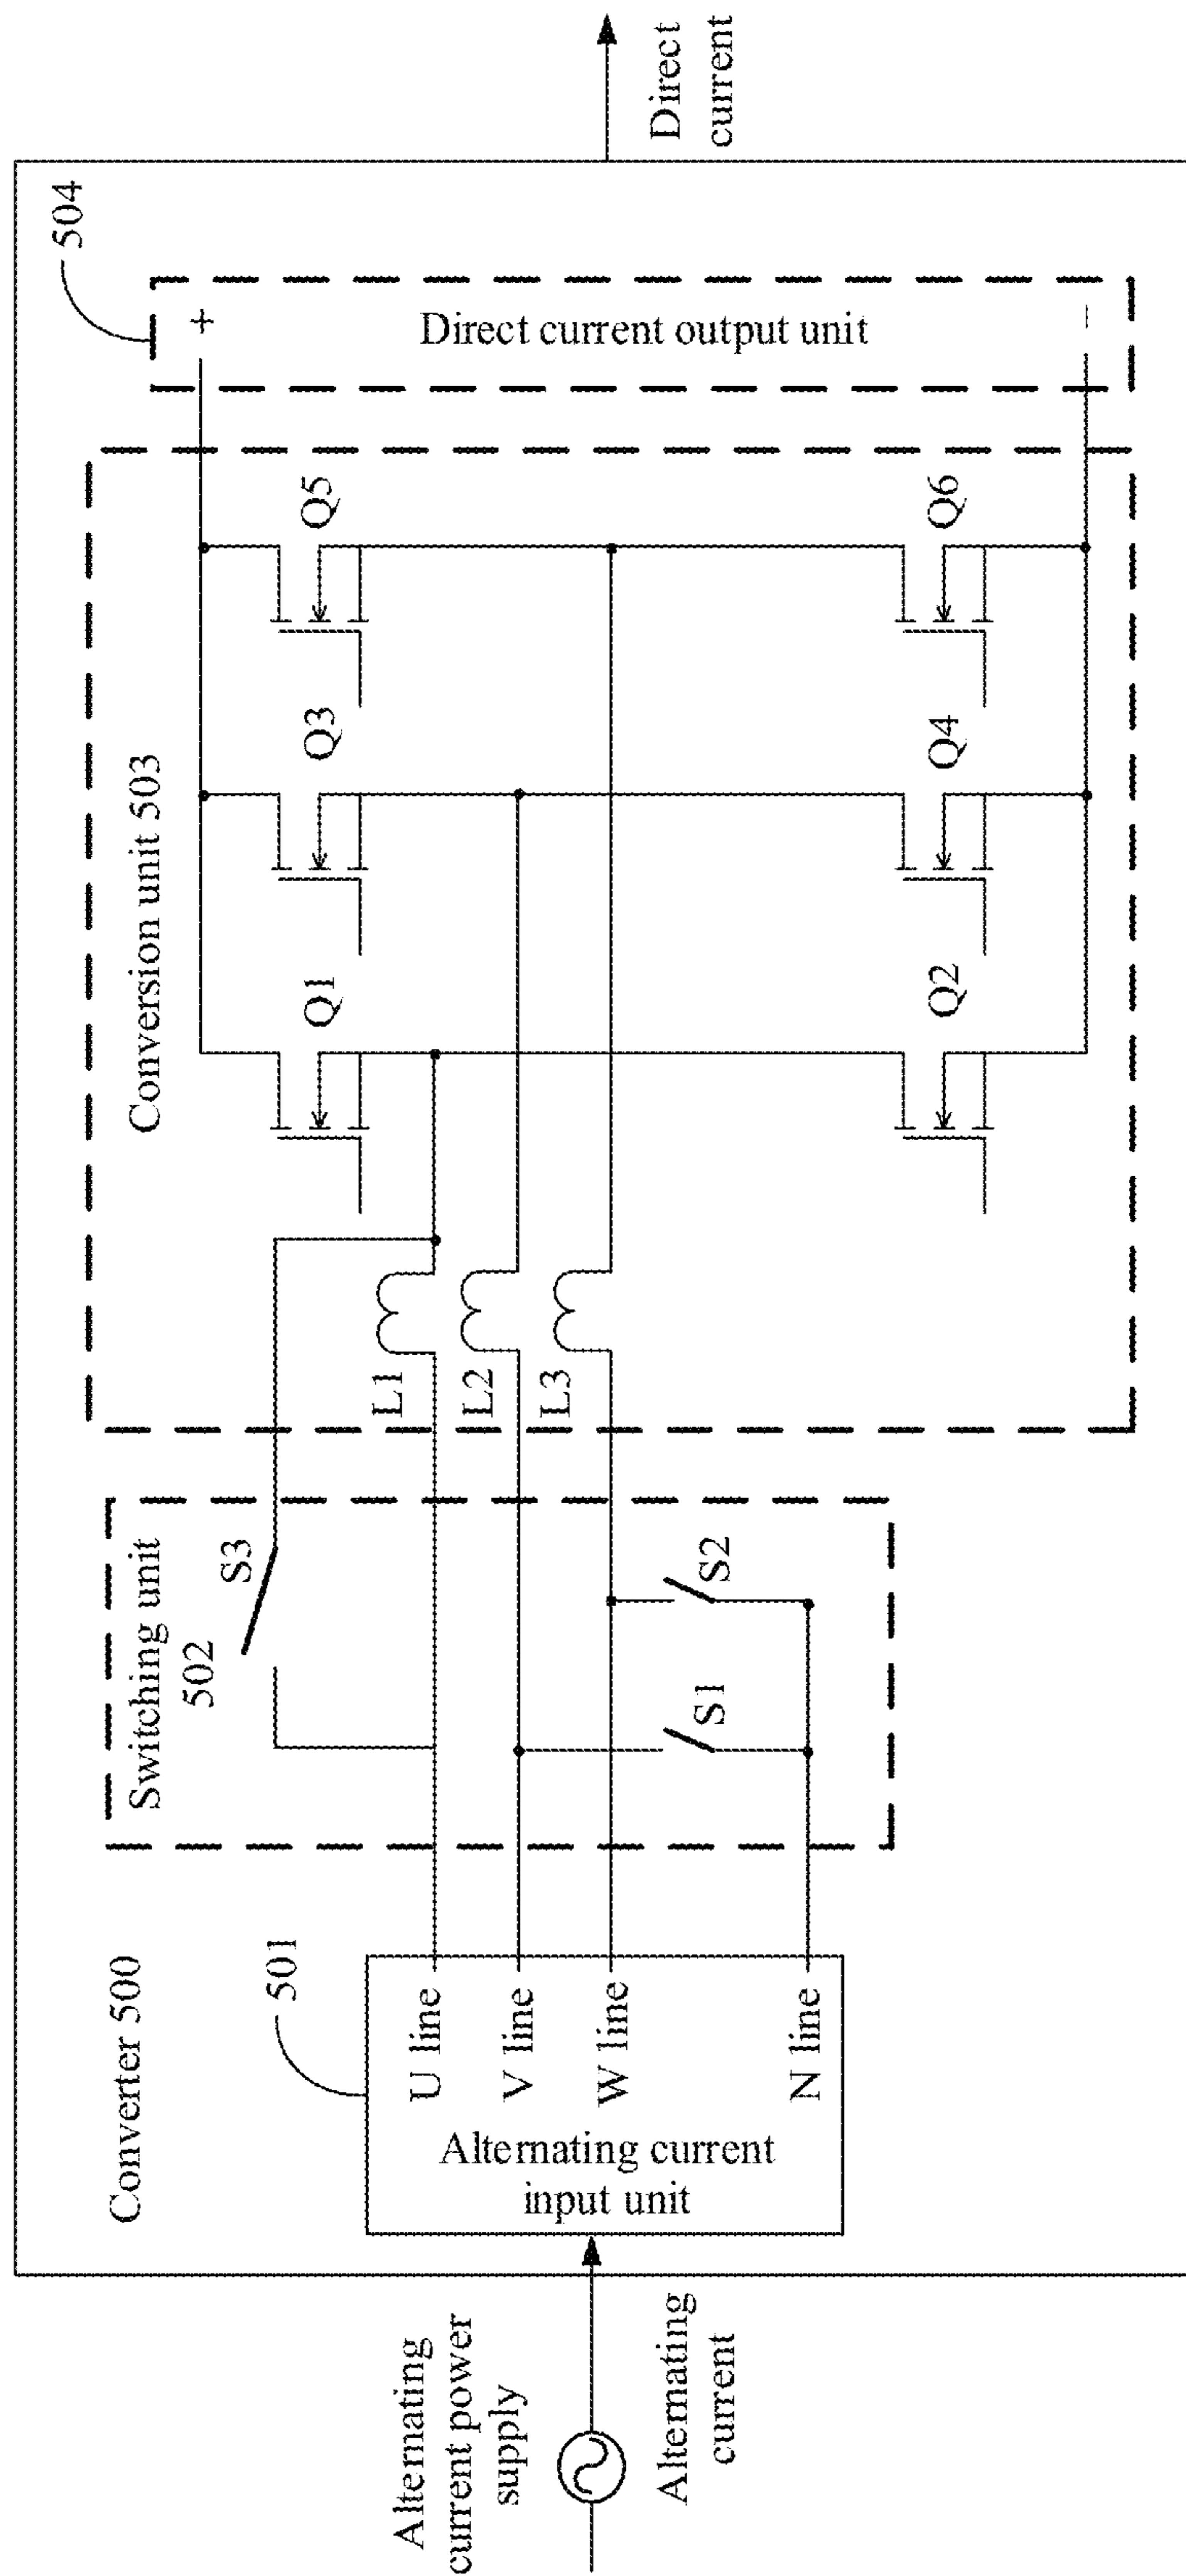 Converter 500
Alternating
current power
supply
Alternating
current
501
U line
V line
W line
N line
Alternating current
input unit
Switching unit
502
S3
S1
S2
Conversion unit 503
L1
L2
L3
Q1
Q3
Q5
Q2
Q4
Q6
504
+
Direct current output unit
−
Direct
current